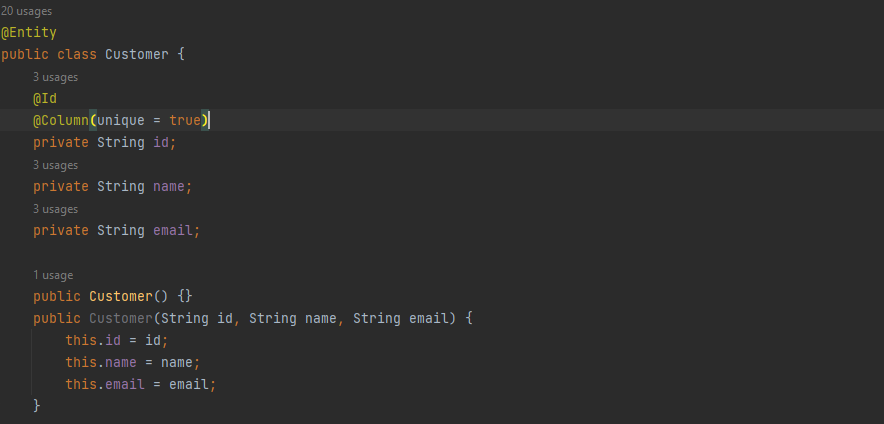 20 usages
@Entity
public class Customer {
3 usages
@Id
@Column(unique = true)
private String id;
3 usages
private String name;
3 usages
private String email;
1 usage
public Customer() {}
public Customer(String id, String name, String email) {
this.id = id;
this.name = name;
this.email = email;
}